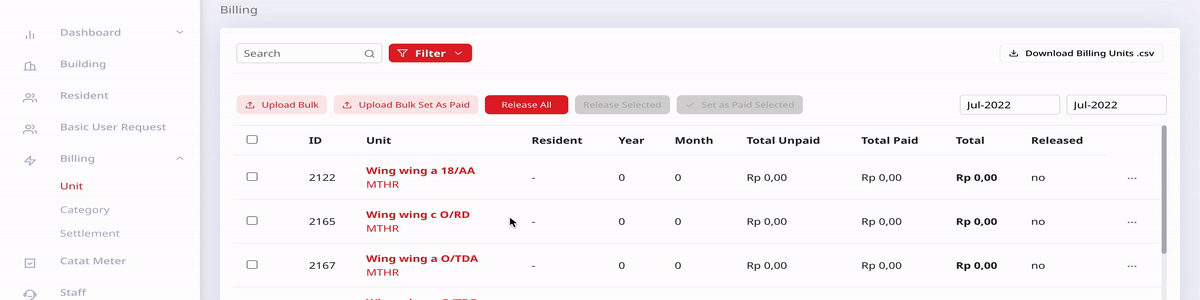 Billing
Dashboard
Building
Resident
Basic User Request
Billing
Unit
Category
Settlement
Catat Meter
Staff
Search Filter Download Billing Units .csv
Upload Bulk Upload Bulk Set As Paid Release All Release Selected Set as Paid Selected Jul-2022 Jul-2022
ID Unit Resident Year Month Total Unpaid Total Paid Total Released
2122 Wing wing a 18/AA - 0 0 Rp 0,00 Rp 0,00 Rp 0,00 no ...
MTHR
2165 Wing wing c O/RD - 0 0 Rp 0,00 Rp 0,00 Rp 0,00 no ...
MTHR
2167 Wing wing a O/TDA - 0 0 Rp 0,00 Rp 0,00 Rp 0,00 no ...
MTHR